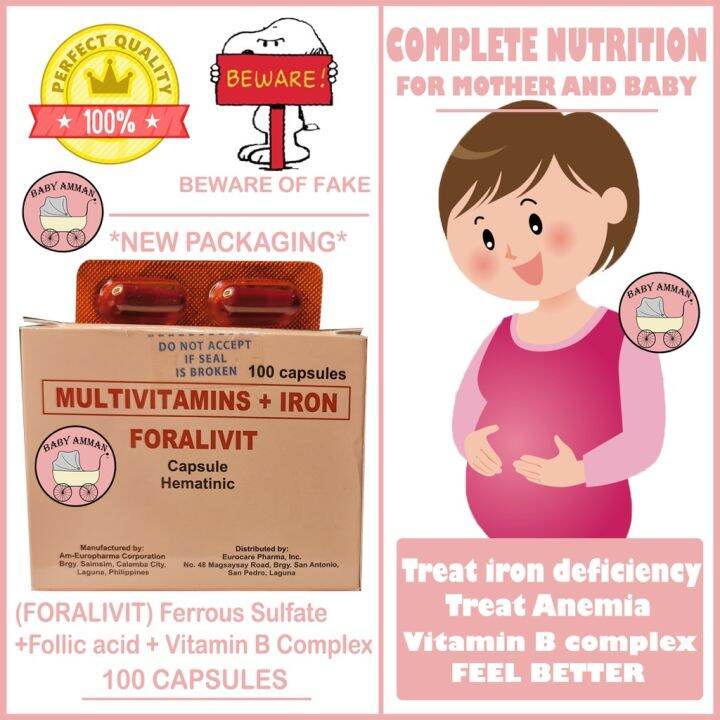 PERFECT QUALITY
100%
BEWARE!
BEWARE OF FAKE
BABY AMMAN
*NEW PACKAGING*
DO NOT ACCEPT
IF SEAL
IS BROKEN
100 capsules
MULTIVITAMINS + IRON
FORALIVIT
BABY AMMAN
Capsule
Hematinic
Manufactured by:
Am-Europharma Corporation
Brgy. Saimsim, Calamba City,
Laguna, Philippines
Distributed by:
Eurocare Pharma, Inc.
No. 48 Magsaysay Road, Brgy. San Antonio,
San Pedro, Laguna
(FORALIVIT) Ferrous Sulfate
+Follic acid + Vitamin B Complex
100 CAPSULES
COMPLETE NUTRITION
FOR MOTHER AND BABY
BABY AMMAN
Treat iron deficiency
Treat Anemia
Vitamin B complex
FEEL BETTER